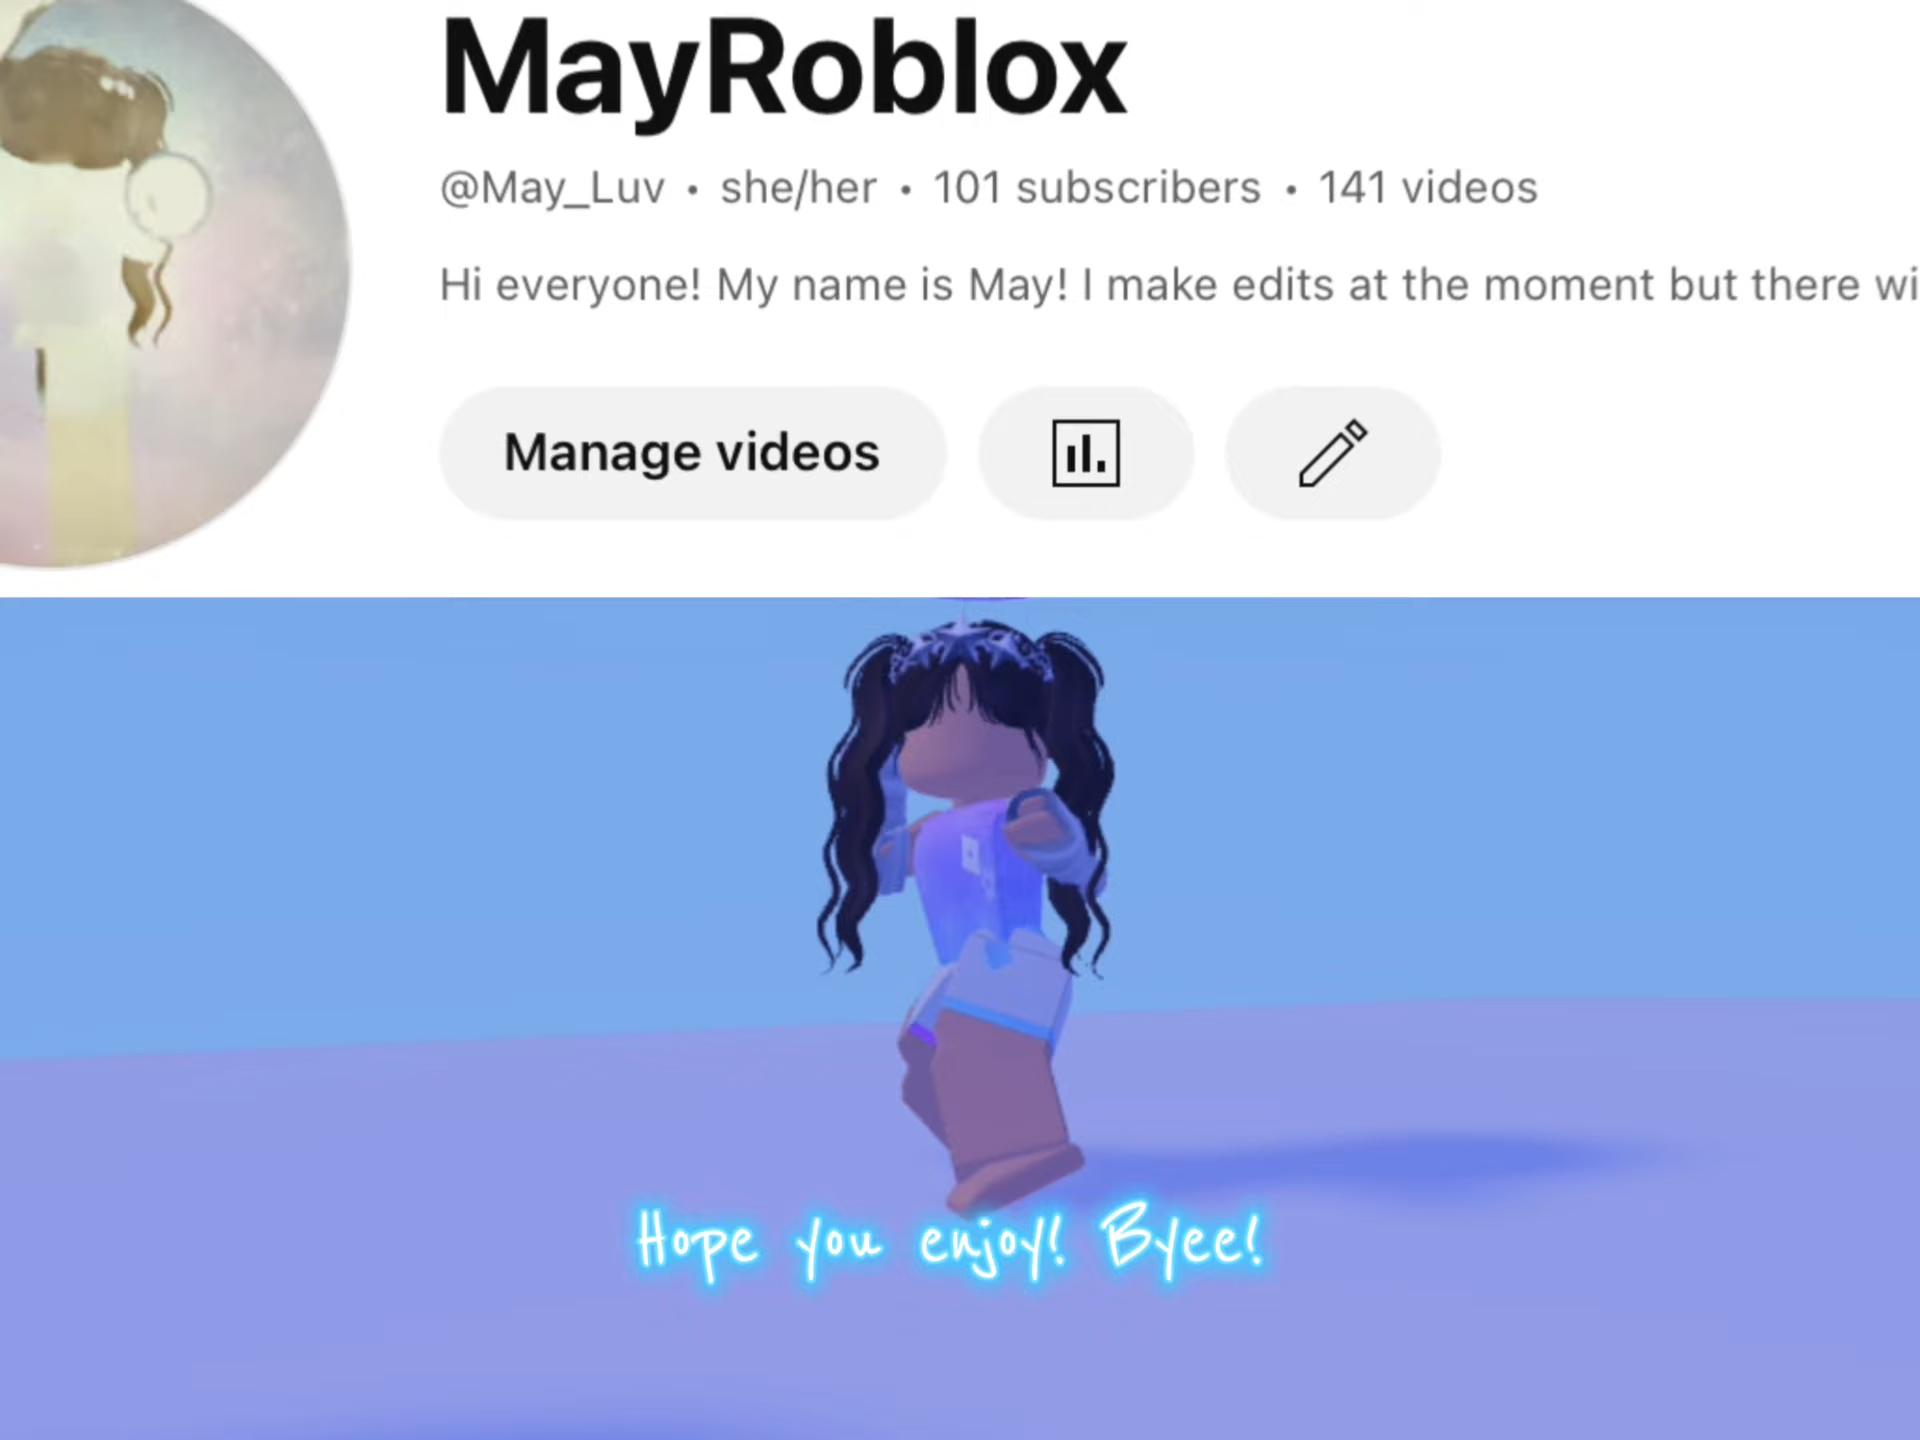 MayRoblox
@May_Luv • she/her • 101 subscribers • 141 videos
Hi everyone! My name is May! I make edits at the moment but there wi
Manage videos
Hope you enjoy! Byee!